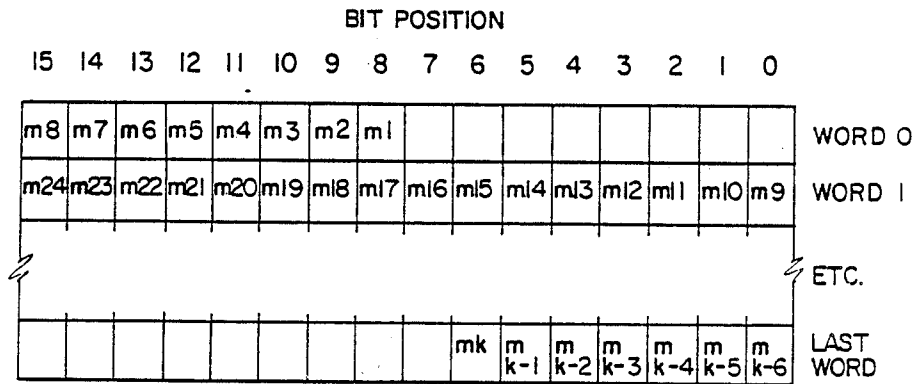 BIT POSITION
15 14 13 12 11 10 9 8 7 6 5 4 3 2 1 0
m8 m7 m6 m5 m4 m3 m2 m1 WORD 0
m24 m23 m22 m21 m20 m19 m18 m17 m16 m15 m14 m13 m12 m11 m10 m9 WORD 1
ETC.
mk m m m m m m LAST
k-1 k-2 k-3 k-4 k-5 k-6 WORD